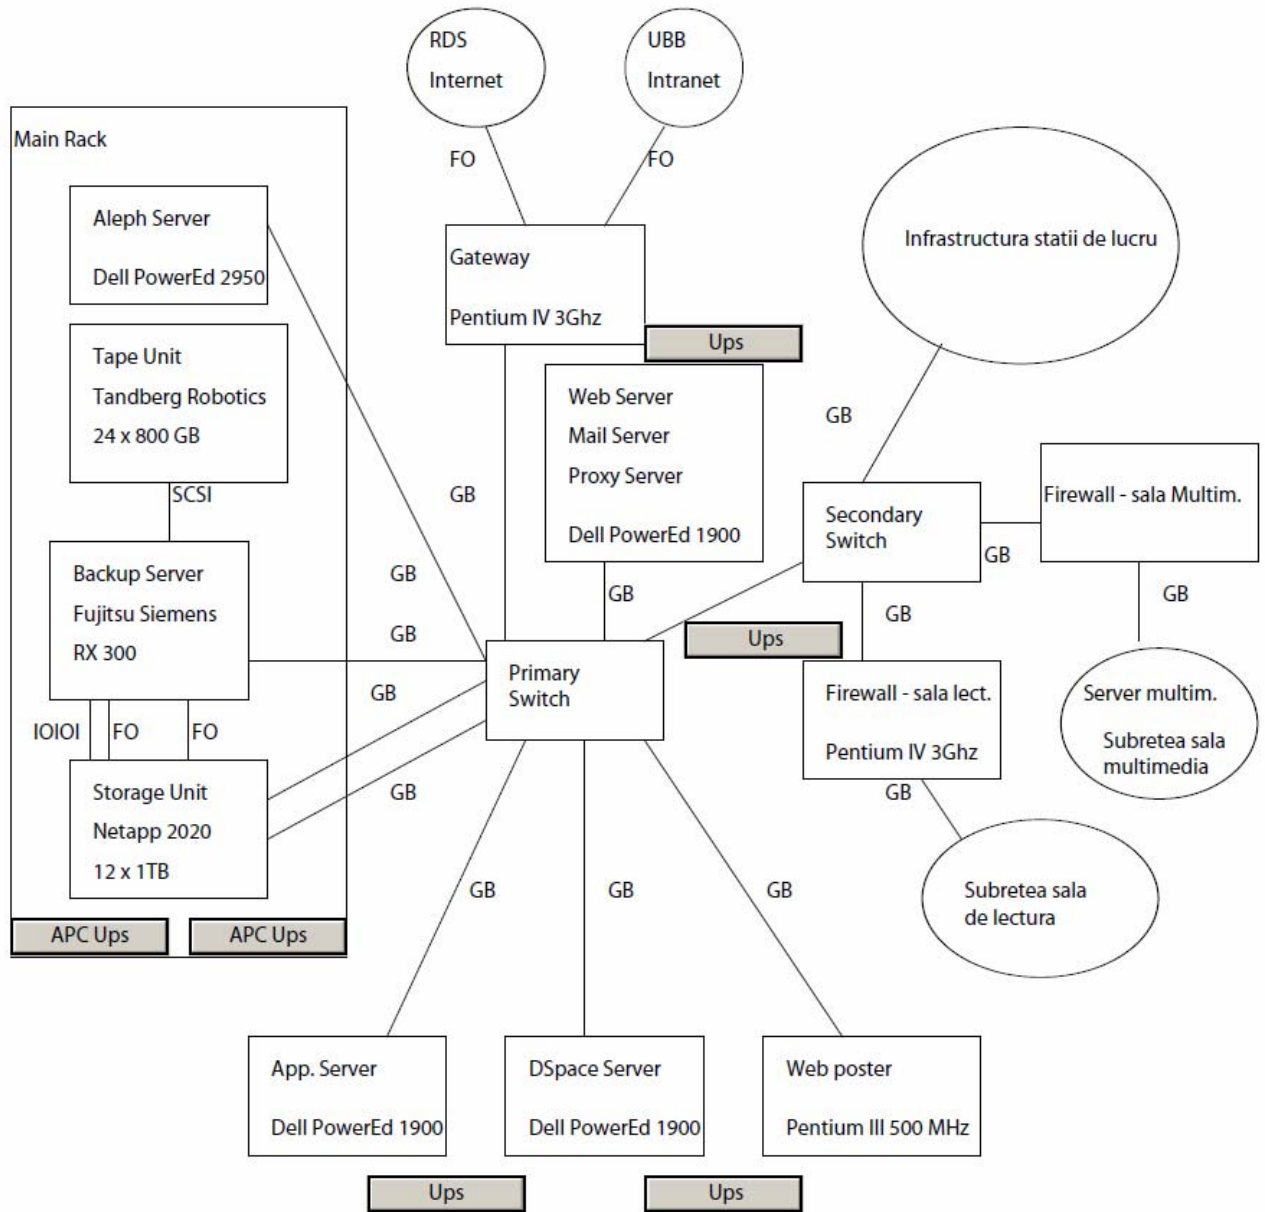 RDS
Internet
UBB
Intranet
FO
FO
Main Rack
Aleph Server
Dell PowerEd 2950
Tape Unit
Tandberg Robotics
24 x 800 GB
SCSI
Backup Server
Fujitsu Siemens
RX 300
IOIOI
FO
FO
Storage Unit
Netapp 2020
12 x 1TB
APC Ups
APC Ups
Gateway
Pentium IV 3Ghz
Ups
Web Server
Mail Server
Proxy Server
Dell PowerEd 1900
GB
GB
GB
GB
GB
GB
Primary
Switch
Ups
Infrastructura statii de lucru
GB
Secondary
Switch
GB
Firewall - sala Multim.
GB
GB
Firewall - sala lect.
Pentium IV 3Ghz
GB
Server multim.
Subretea sala
multimedia
Subretea sala
de lectura
GB
GB
GB
App. Server
Dell PowerEd 1900
DSpace Server
Dell PowerEd 1900
Web poster
Pentium III 500 MHz
Ups
Ups